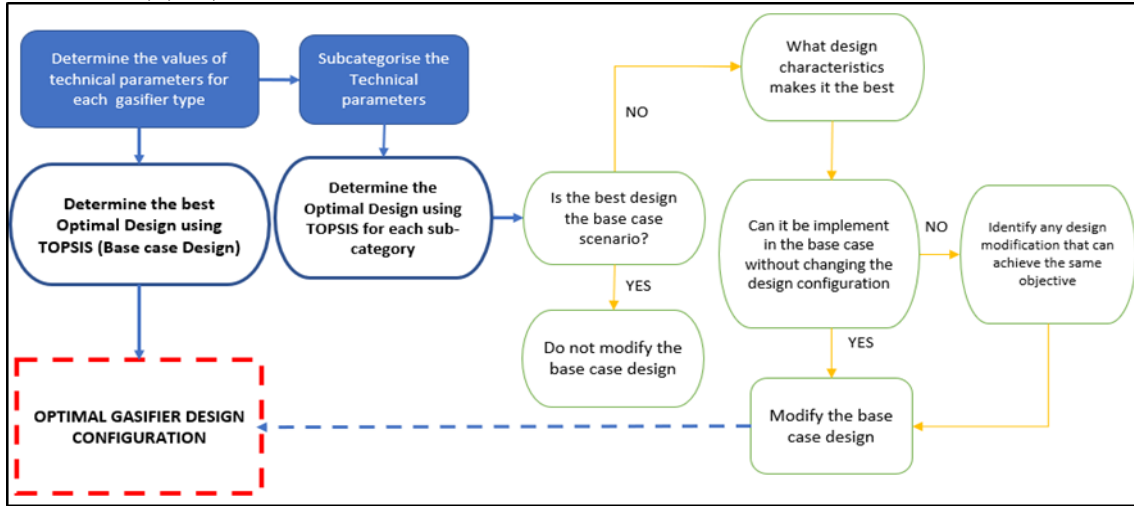 Determine the values of
technical parameters for
each gasifier type
Subcategorise the
Technical
parameters
What design
characteristics
makes it the best
NO
Determine the best
Optimal Design using
TOPSIS (Base case Design)
Determine the
Optimal Design using
TOPSIS for each sub-
category
Is the best design
the base case
scenario?
Can it be implement
in the base case
without changing the
design configuration
NO
Identify any design
modification that can
achieve the same
objective
YES
Do not modify the
base case design
YES
OPTIMAL GASIFIER DESIGN
CONFIGURATION
Modify the base
case design